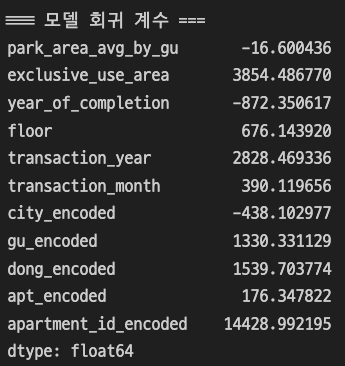 === 모델 회귀 계수 ===
park_area_avg_by_gu -16.600436
exclusive_use_area 3854.486770
year_of_completion -872.350617
floor 676.143920
transaction_year 2828.469336
transaction_month 390.119656
city_encoded -438.102977
gu_encoded 1330.331129
dong_encoded 1539.703774
apt_encoded 176.347822
apartment_id_encoded 14428.992195
dtype: float64